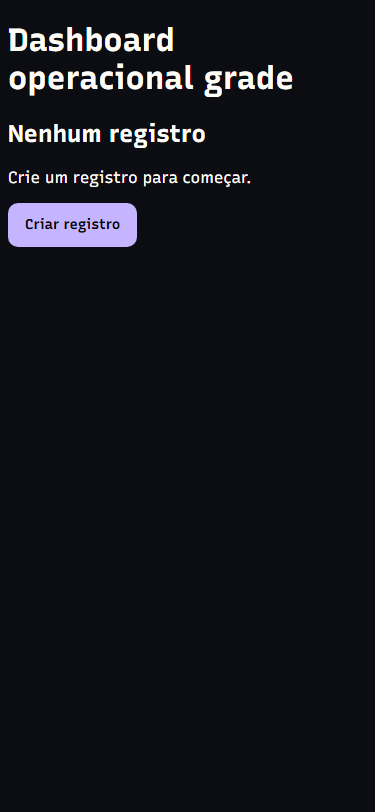 Dashboard
operacional grade
Nenhum registro
Crie um registro para começar.
Criar registro